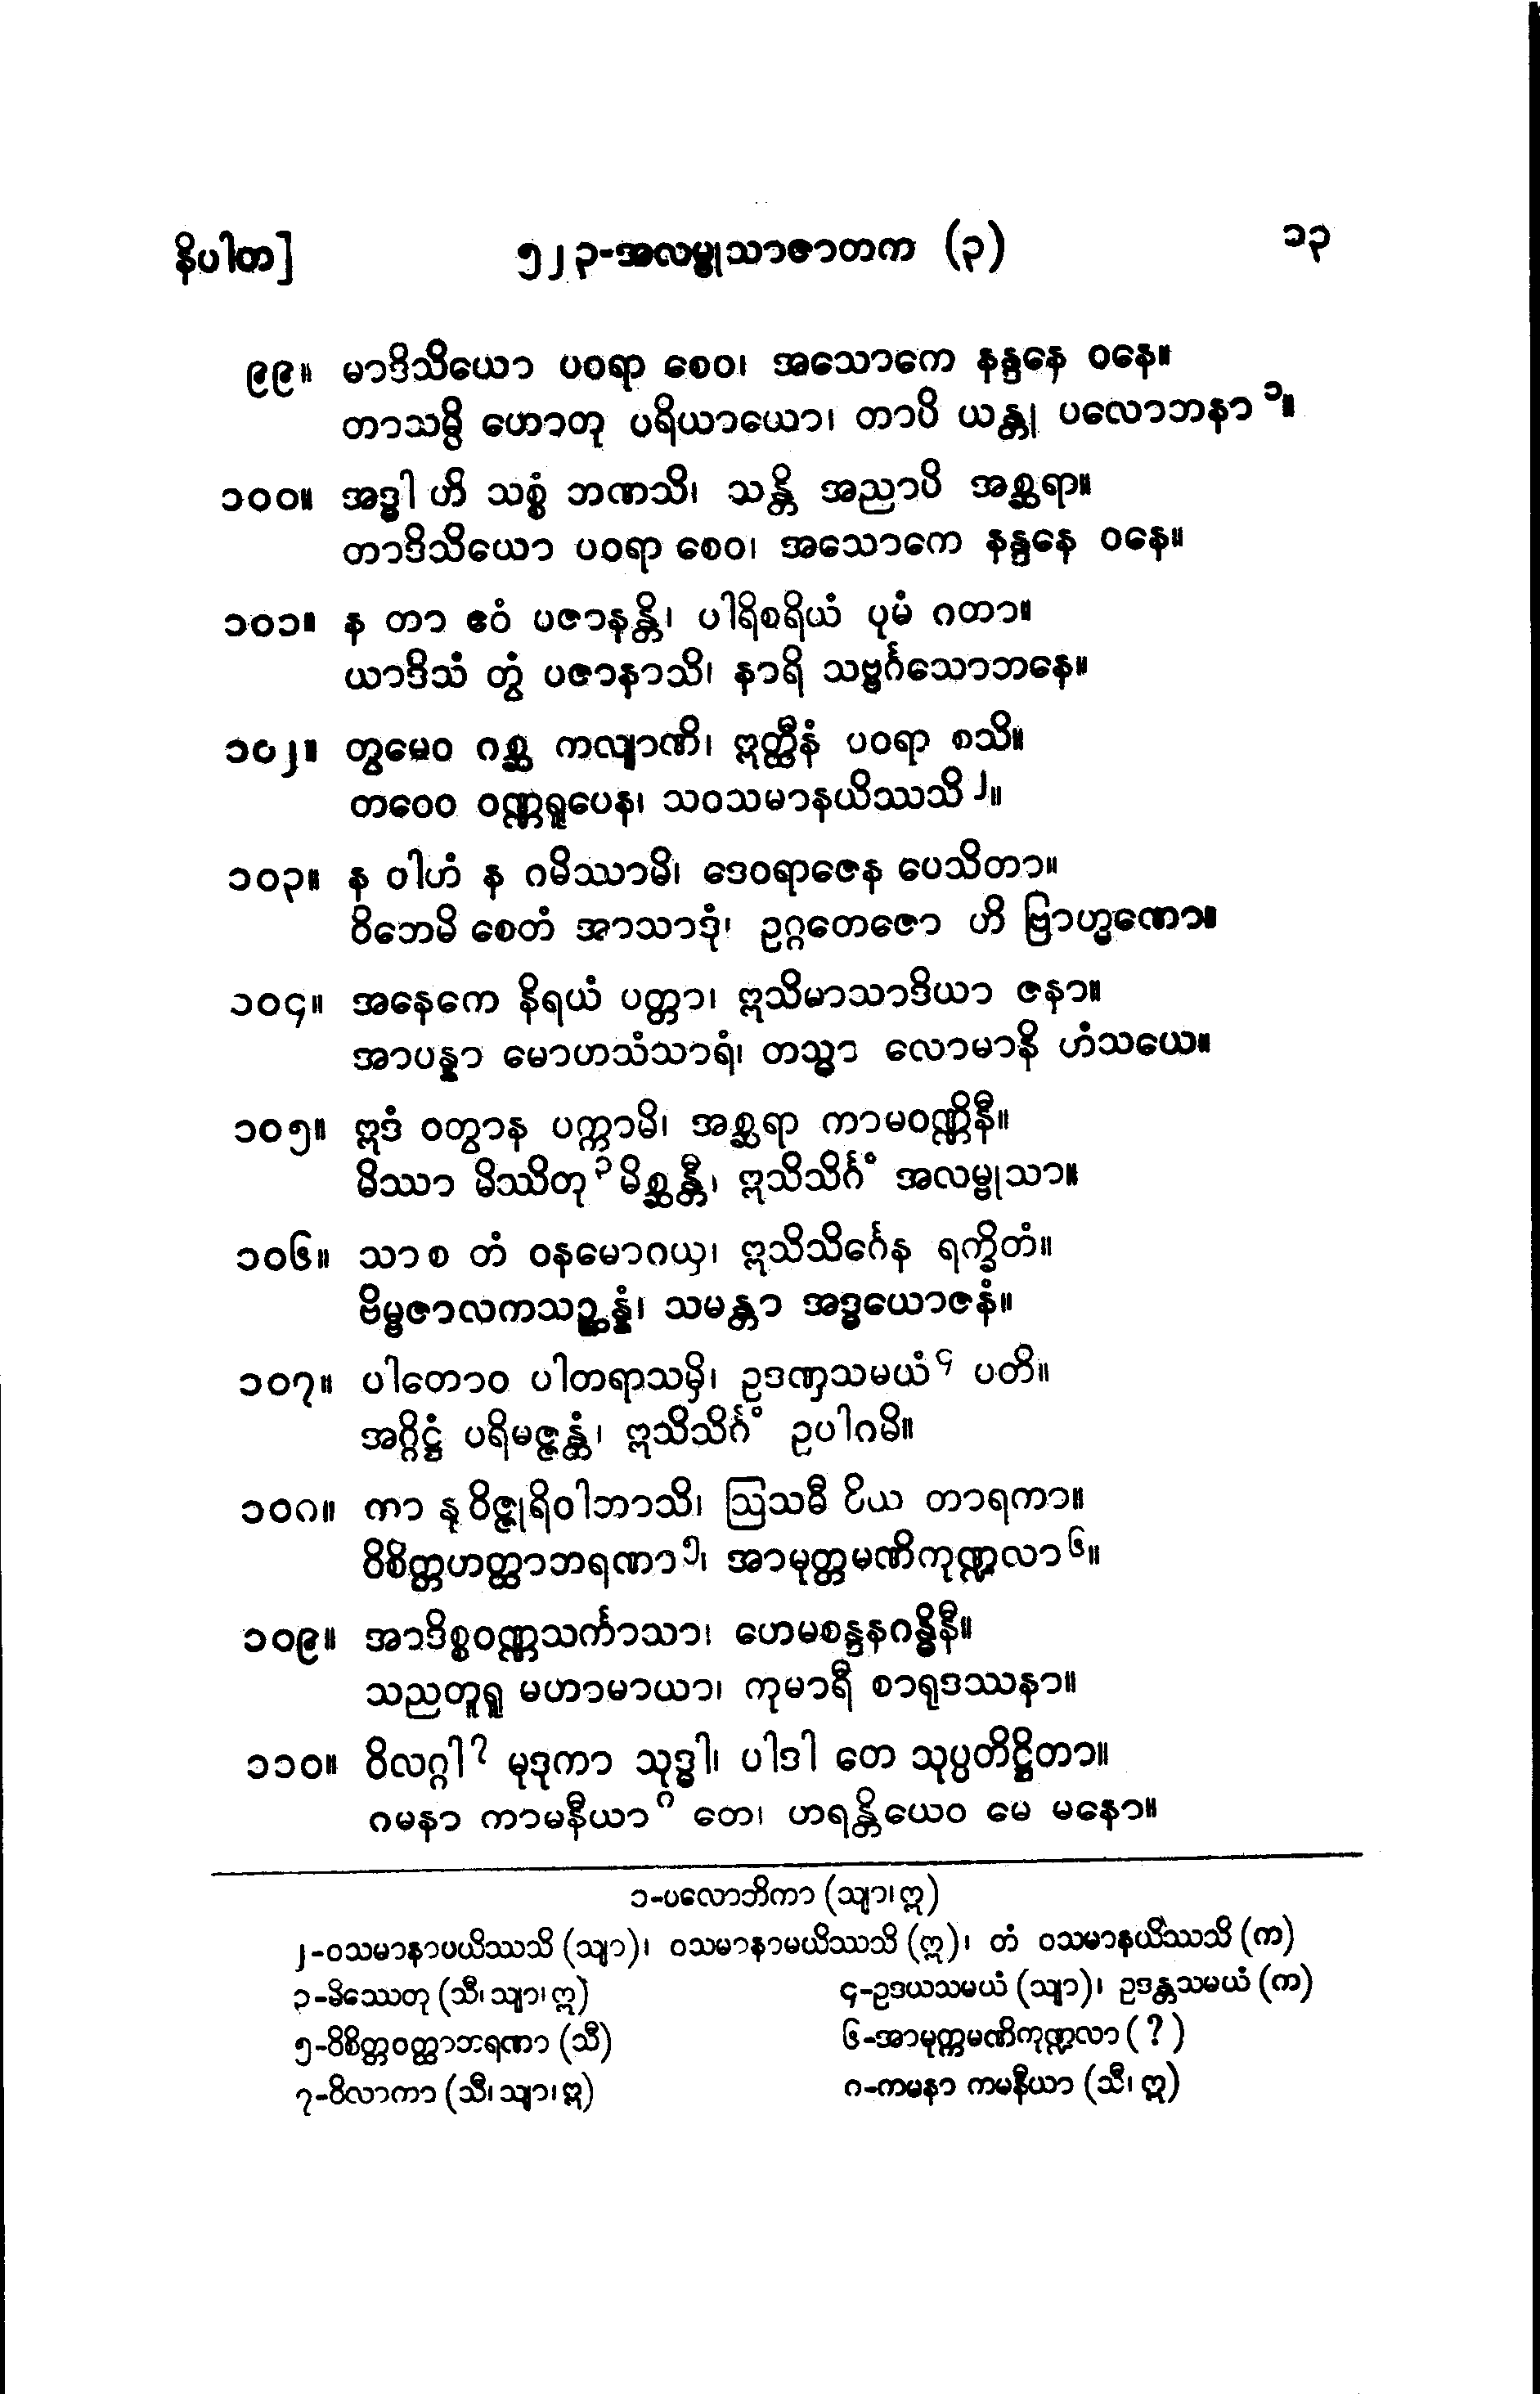 နိပါတ]
၅၂၃-အလမ္ဗုသာဇာတက (၃)
၁၃
၉၉။ မာဒိသိယော ပဝရာ စေဝ၊ အသောကေ နန္ဒနေ ဝနေ။
တာသမ္ပိ ဟောတု ပရိယာယော၊ တာပိ ယန္တု ပလောဘနာ ၁။
၁၀၀။ အဒ္ဓါ ဟိ သစ္စံ ဘဏသိ၊ သန္တိ အညာပိ အစ္ဆရာ။
တာဒိသိယော ပဝရာ စေဝ၊ အသောကေ နန္ဒနေ ဝနေ။
၁၀၁။ န တာ ဧဝံ ပဇာနန္တိ၊ ပါရိစရိယံ ပုမံ ဂတာ။
ယာဒိသံ တွံ ပဇာနာသိ၊ နာရိ သဗ္ဗင်္ဂသောဘနေ။
၁၀၂။ တွမေဝ ဂစ္ဆ ကလျာဏိ၊ ဣတ္ထီနံ ပဝရာ စသိ။
တဝေဝ ဝဏ္ဏရူပေန၊ သဝသမာနယိဿသိ ၂။
၁၀၃။ န ဝါဟံ န ဂမိဿာမိ၊ ဒေဝရာဇေန ပေသိတာ။
ဝိဘေမိ စေတံ အာသာဒုံ၊ ဥဂ္ဂတေဇော ဟိ ဗြာဟ္မဏော။
၁၀၄။ အနေကေ နိရယံ ပတ္တာ၊ ဣသိမာသာဒိယာ ဇနာ။
အာပန္နာ မောဟသံသာရံ၊ တသ္မာ လောမာနိ ဟံသယေ။
၁၀၅။ ဣဒံ ဝတွာန ပက္ကာမိ၊ အစ္ဆရာ ကာမဝဏ္ဏိနီ။
မိဿာ မိဿိတု ၃ မိစ္ဆန္တီ၊ ဣသိသိင်္ဂံ အလမ္ဗုသာ။
၁၀၆။ သာ စ တံ ဝနမောဂယှ၊ ဣသိသိင်္ဂေန ရက္ခိတံ။
ဗိမ္ဗဇာလကသဉ္ဆန္နံ၊ သမန္တာ အဒ္ဓယောဇနံ။
၁၀၇။ ပါတောဝ ပါတရာသမှိ၊ ဥဒဏှသမယံ ၄ ပတိ။
အဂ္ဂိဋ္ဌံ ပရိမဇ္ဇန္တံ၊ ဣသိသိင်္ဂံ ဥပါဂမိ။
၁၀၈။ ကာ နု ဝိဇ္ဇုရိဝါဘာသိ၊ ဩသဓီ ဝိယ တာရကာ။
ဝိစိတ္တဟတ္ထာဘရဏာ ၅၊ အာမုတ္တမဏိကုဏ္ဍလာ ၆။
၁၀၉။ အာဒိစ္စဝဏ္ဏသင်္ကာသာ၊ ဟေမစန္ဒနဂန္ဓိနီ။
သညတူရူ မဟာမာယာ၊ ကုမာရီ စာရုဒဿနာ။
၁၁၀။ ဝိလဂ္ဂါ ၇ မုဒုကာ သုဒ္ဓါ၊ ပါဒါ တေ သုပ္ပတိဋ္ဌိတာ။
ဂမနာ ကာမနီယာ ၈ တေ၊ ဟရန္တိယေဝ မေ မနော။
၁-ပလောဘိကာ (သျာ၊ ဣ)
၂-ဝသမာနာပယိဿသိ (သျာ)၊ ဝသမာနာမယိဿသိ (ဣ)၊ တံ ဝသမာနယိဿသိ (က)
၃-မိဿေတု (သီ၊ သျာ၊ ဣ)
၄-ဥဒယသမယံ (သျာ)၊ ဥဒန္တသမယံ (က)
၅-ဝိစိတ္တဝတ္ထာဘရဏာ (သီ)
၆-အာမုက္ကမဏိကုဏ္ဍလာ (?)
၇-ဝိလာကာ (သီ၊ သျာ၊ ဣ)
၈-ကမနာ ကမနီယာ (သီ၊ ဣ)